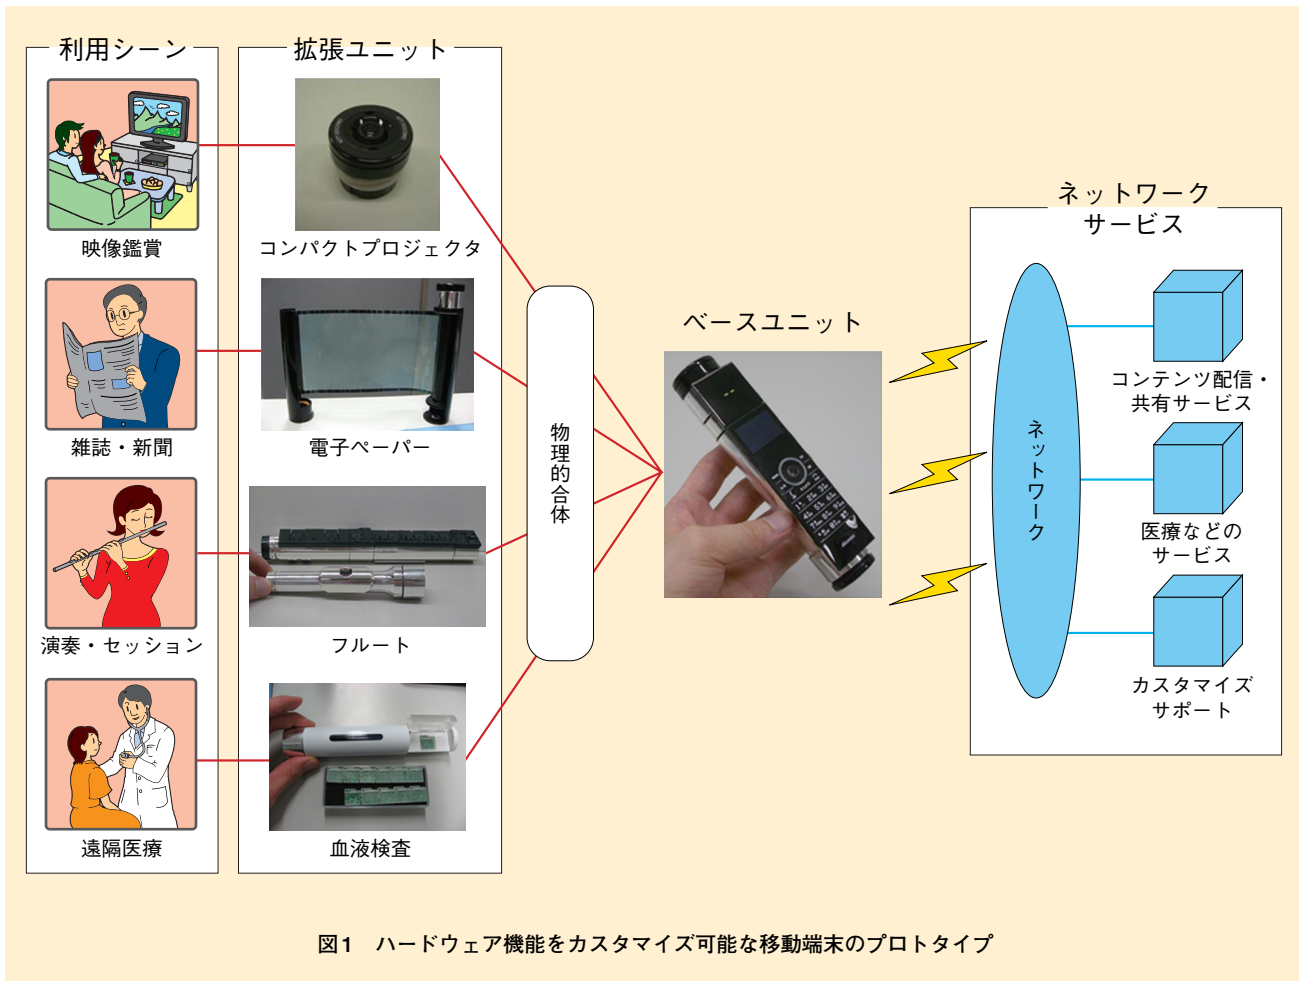 利用シーン
拡張ユニット
映像鑑賞
コンパクトプロジェクタ
雑誌・新聞
電子ペーパー
演奏・セッション
フルート
遠隔医療
血液検査
物理的合体
ベースユニット
ネットワーク
サービス
ネットワーク
コンテンツ配信・
共有サービス
医療などの
サービス
カスタマイズ
サポート
図1 ハードウェア機能をカスタマイズ可能な移動端末のプロトタイプ